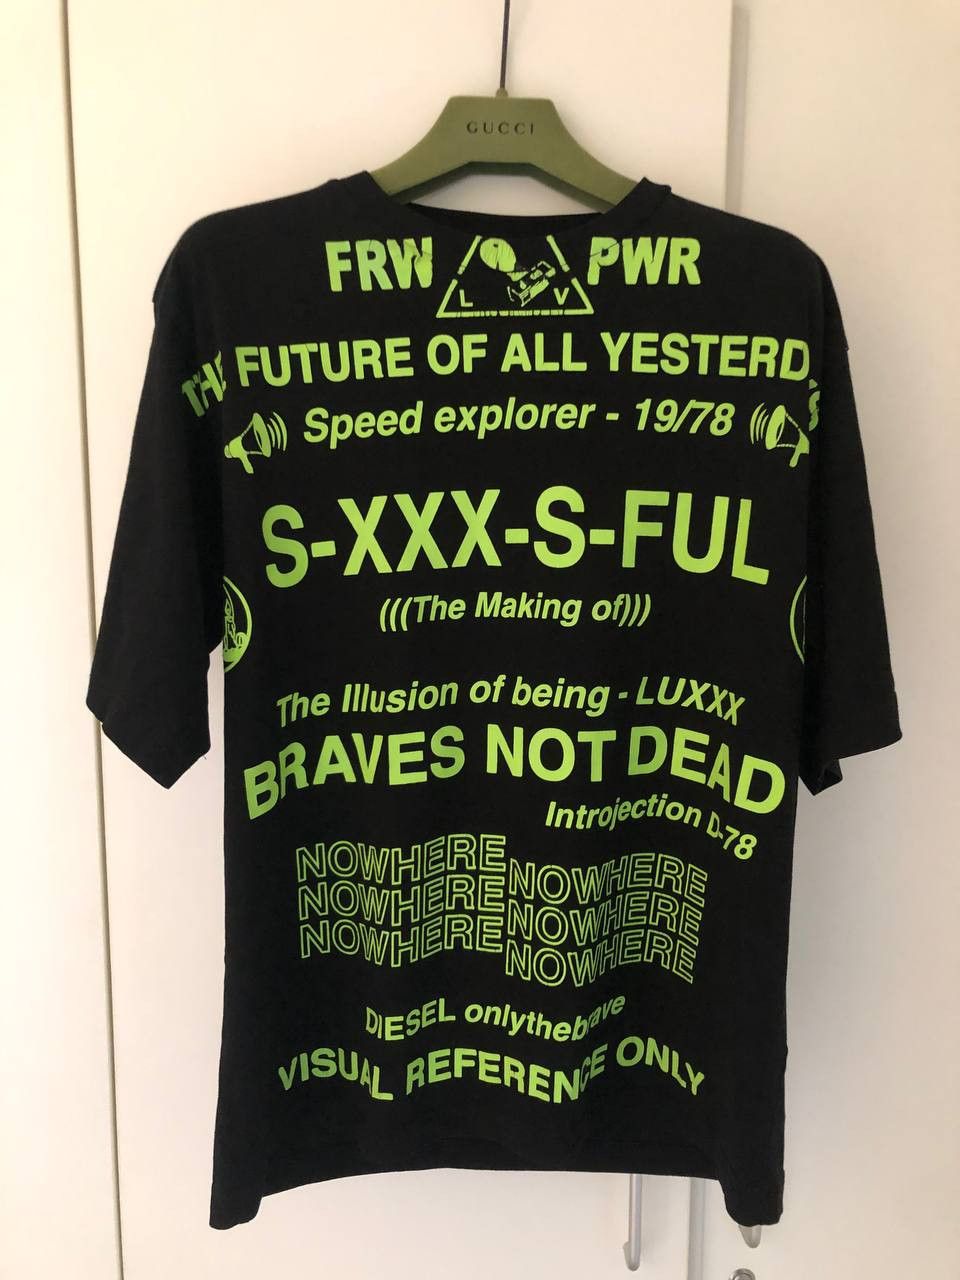 GUCCI
FRW L V PWR
THE FUTURE OF ALL YESTERD
Speed explorer - 19/78
S-XXX-S-FUL
(((The Making of)))
The Illusion of being - LUXXX
BRAVES NOT DEAD
Introjection D-78
NOWHERE NOWHERE
NOWHERE NOWHERE
NOWHERE NOWHERE
DIESEL onlythebrave
VISUAL REFERENCE ONLY